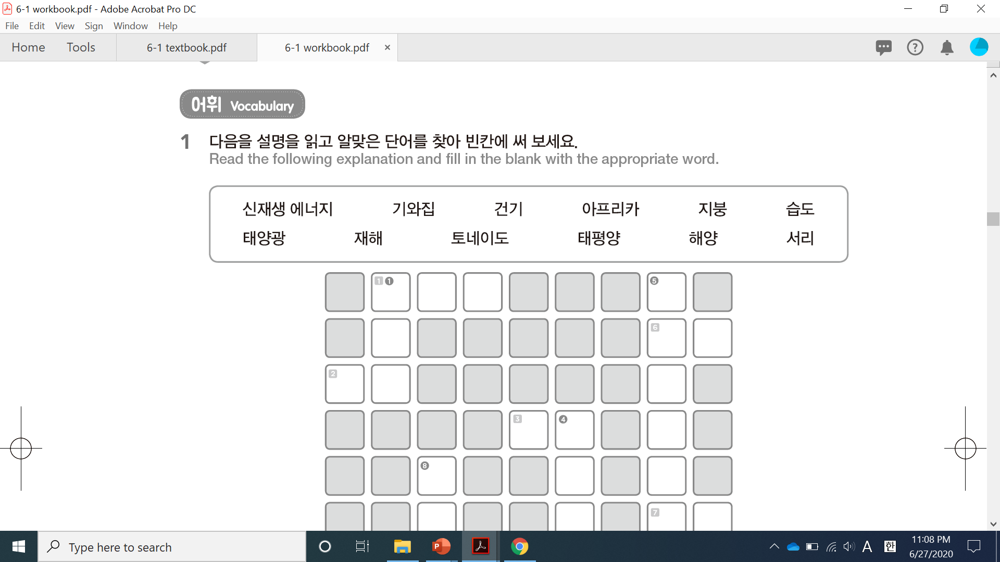 6-1 workbook.pdf - Adobe Acrobat Pro DC
File Edit View Sign Window Help
Home Tools 6-1 textbook.pdf 6-1 workbook.pdf ×
어휘 Vocabulary
1 다음을 설명을 읽고 알맞은 단어를 찾아 빈칸에 써 보세요.
Read the following explanation and fill in the blank with the appropriate word.
신재생 에너지 기와집 건기 아프리카 지붕 습도
태양광 재해 토네이도 태평양 해양 서리
1 1 5
6
2
3 4
8
7
Type here to search
A 한 11:08 PM
6/27/2020